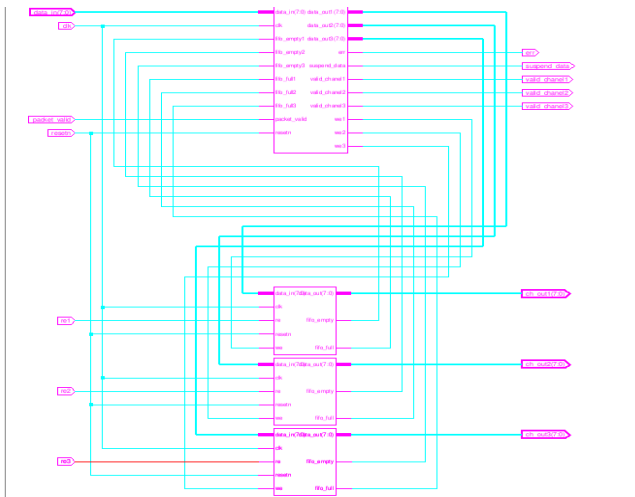 data_in(7:0)
clk
packet_valid
resetn
data_in(7:0) data_out1(7:0)
clk data_out2(7:0)
fifo_empty1 data_out3(7:0)
fifo_empty2 err
fifo_empty3 suspend_data
fifo_full1 valid_chanel1
fifo_full2 valid_chanel2
fifo_full3 valid_chanel3
packet_valid we1
resetn we2
we3
err
suspend_data
valid_chanel1
valid_chanel2
valid_chanel3
data_in(7:0) data_out(7:0)
clk
re fifo_empty
resetn
we fifo_full
re1
ch_out1(7:0)
data_in(7:0) data_out(7:0)
clk
re fifo_empty
resetn
we fifo_full
re2
ch_out2(7:0)
data_in(7:0) data_out(7:0)
clk
re fifo_empty
resetn
we fifo_full
re3
ch_out3(7:0)